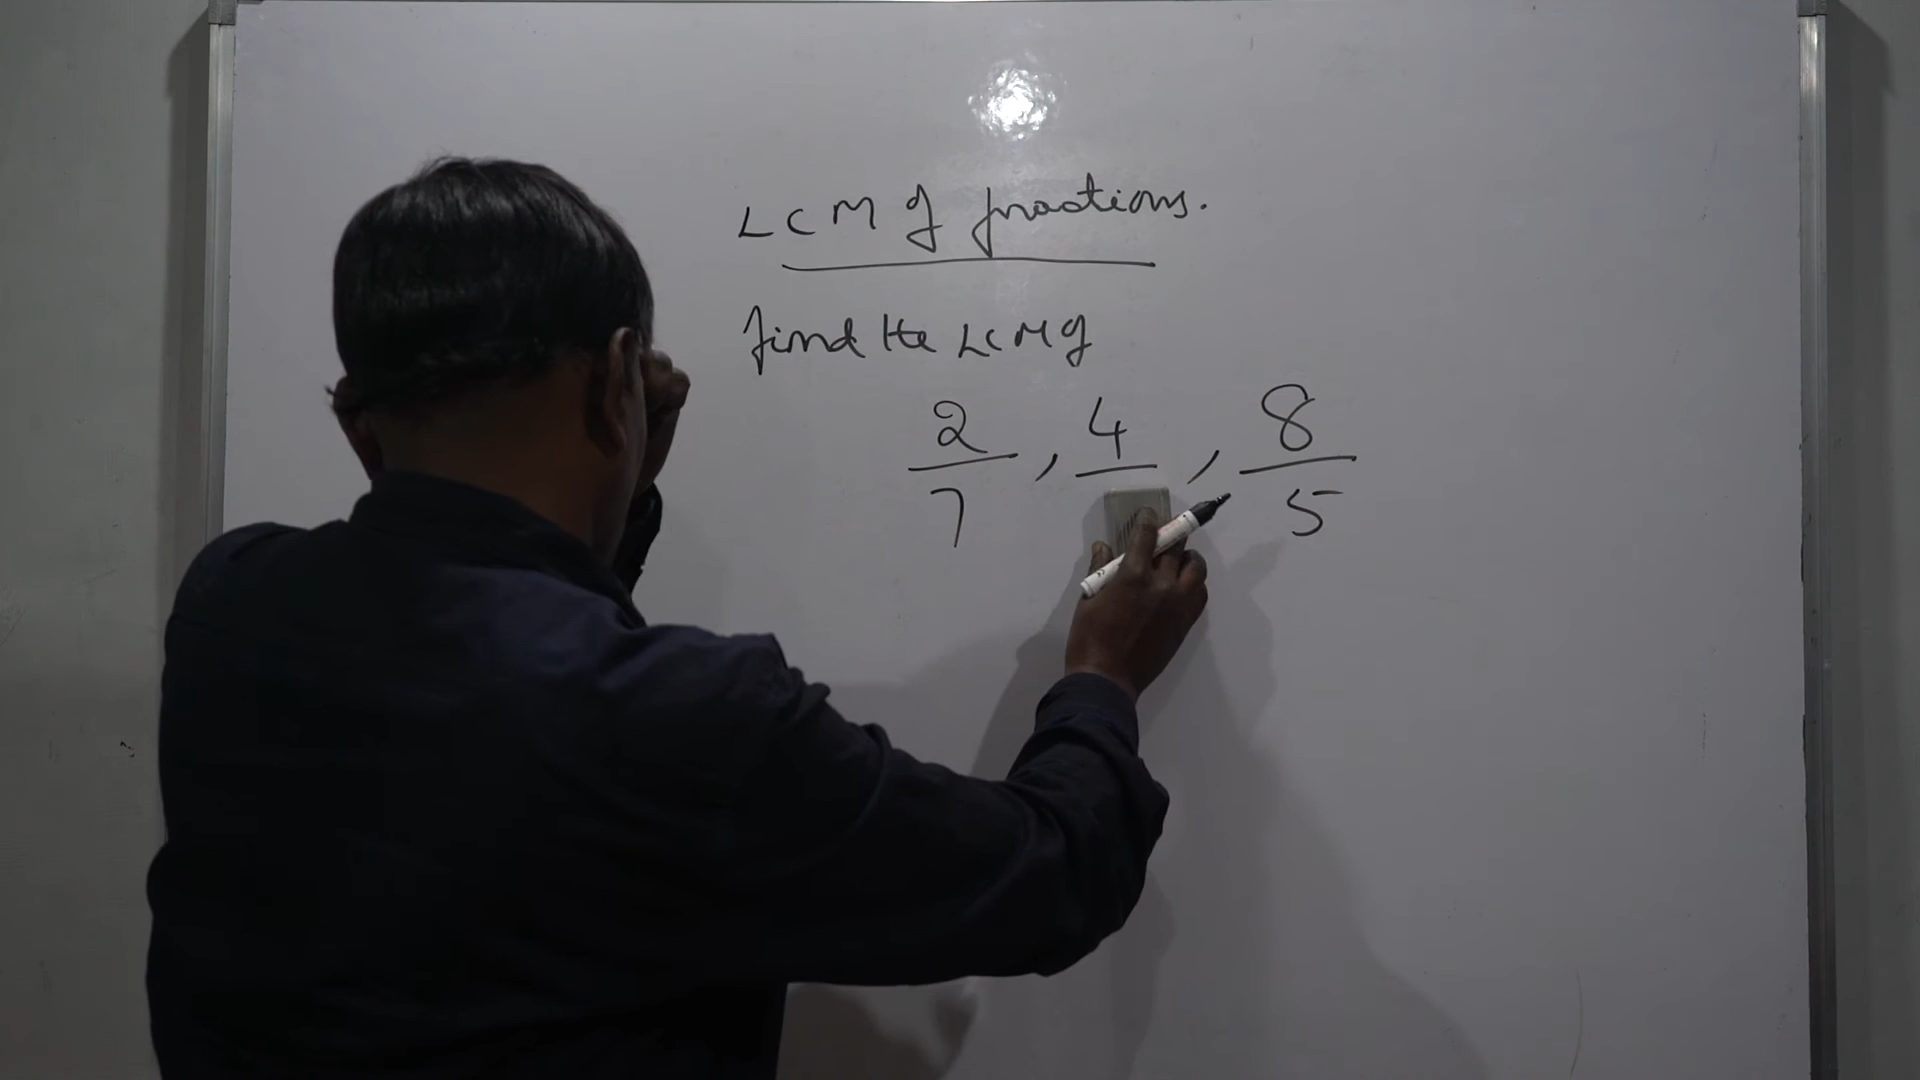 LCM of fractions.
find the LCM of
2/7, 4/ , 8/5